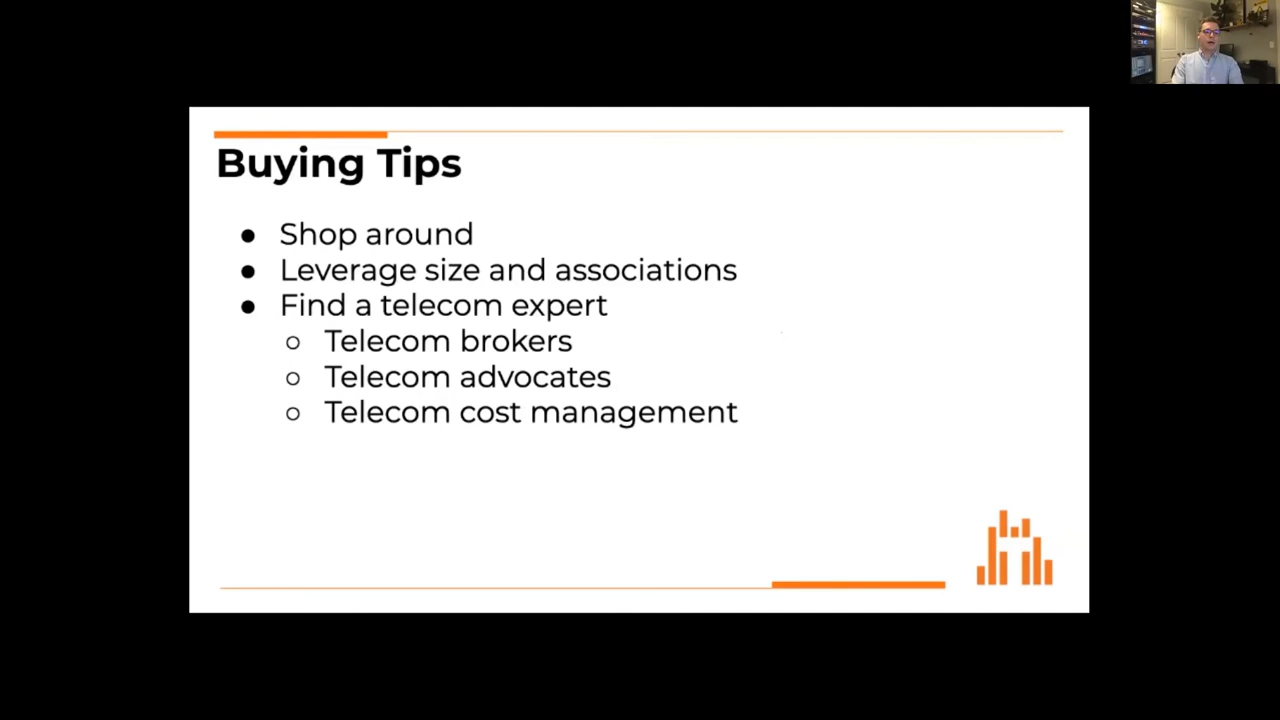 Buying Tips
● Shop around
● Leverage size and associations
● Find a telecom expert
○ Telecom brokers
○ Telecom advocates
○ Telecom cost management